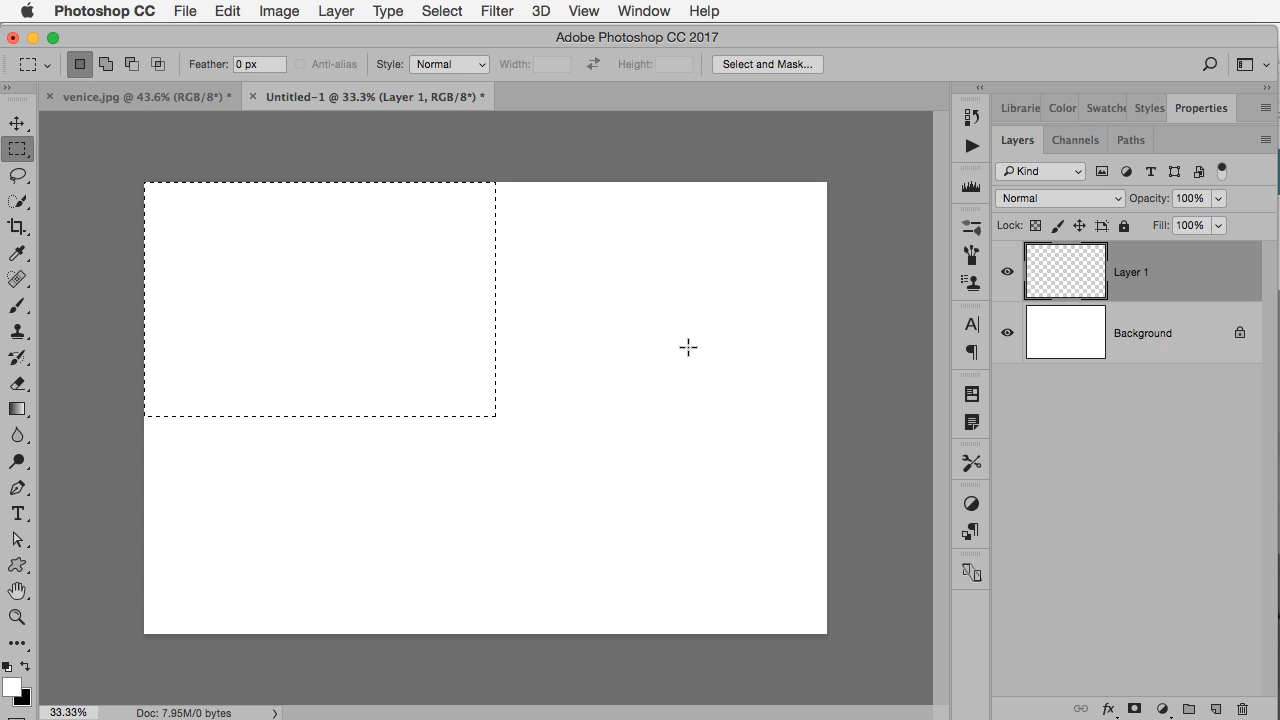 Photoshop CC File Edit Image Layer Type Select Filter 3D View Window Help
Adobe Photoshop CC 2017
Feather: 0 px Anti-alias Style: Normal Width: Height: Select and Mask...
venice.jpg @ 43.6% (RGB/8*) * Untitled-1 @ 33.3% (Layer 1, RGB/8*) *
Librarie Color Swatche Styles Properties
Layers Channels Paths
Kind
Normal Opacity: 100%
Lock: Fill: 100%
Layer 1
Background
33.33% Doc: 7.95M/0 bytes